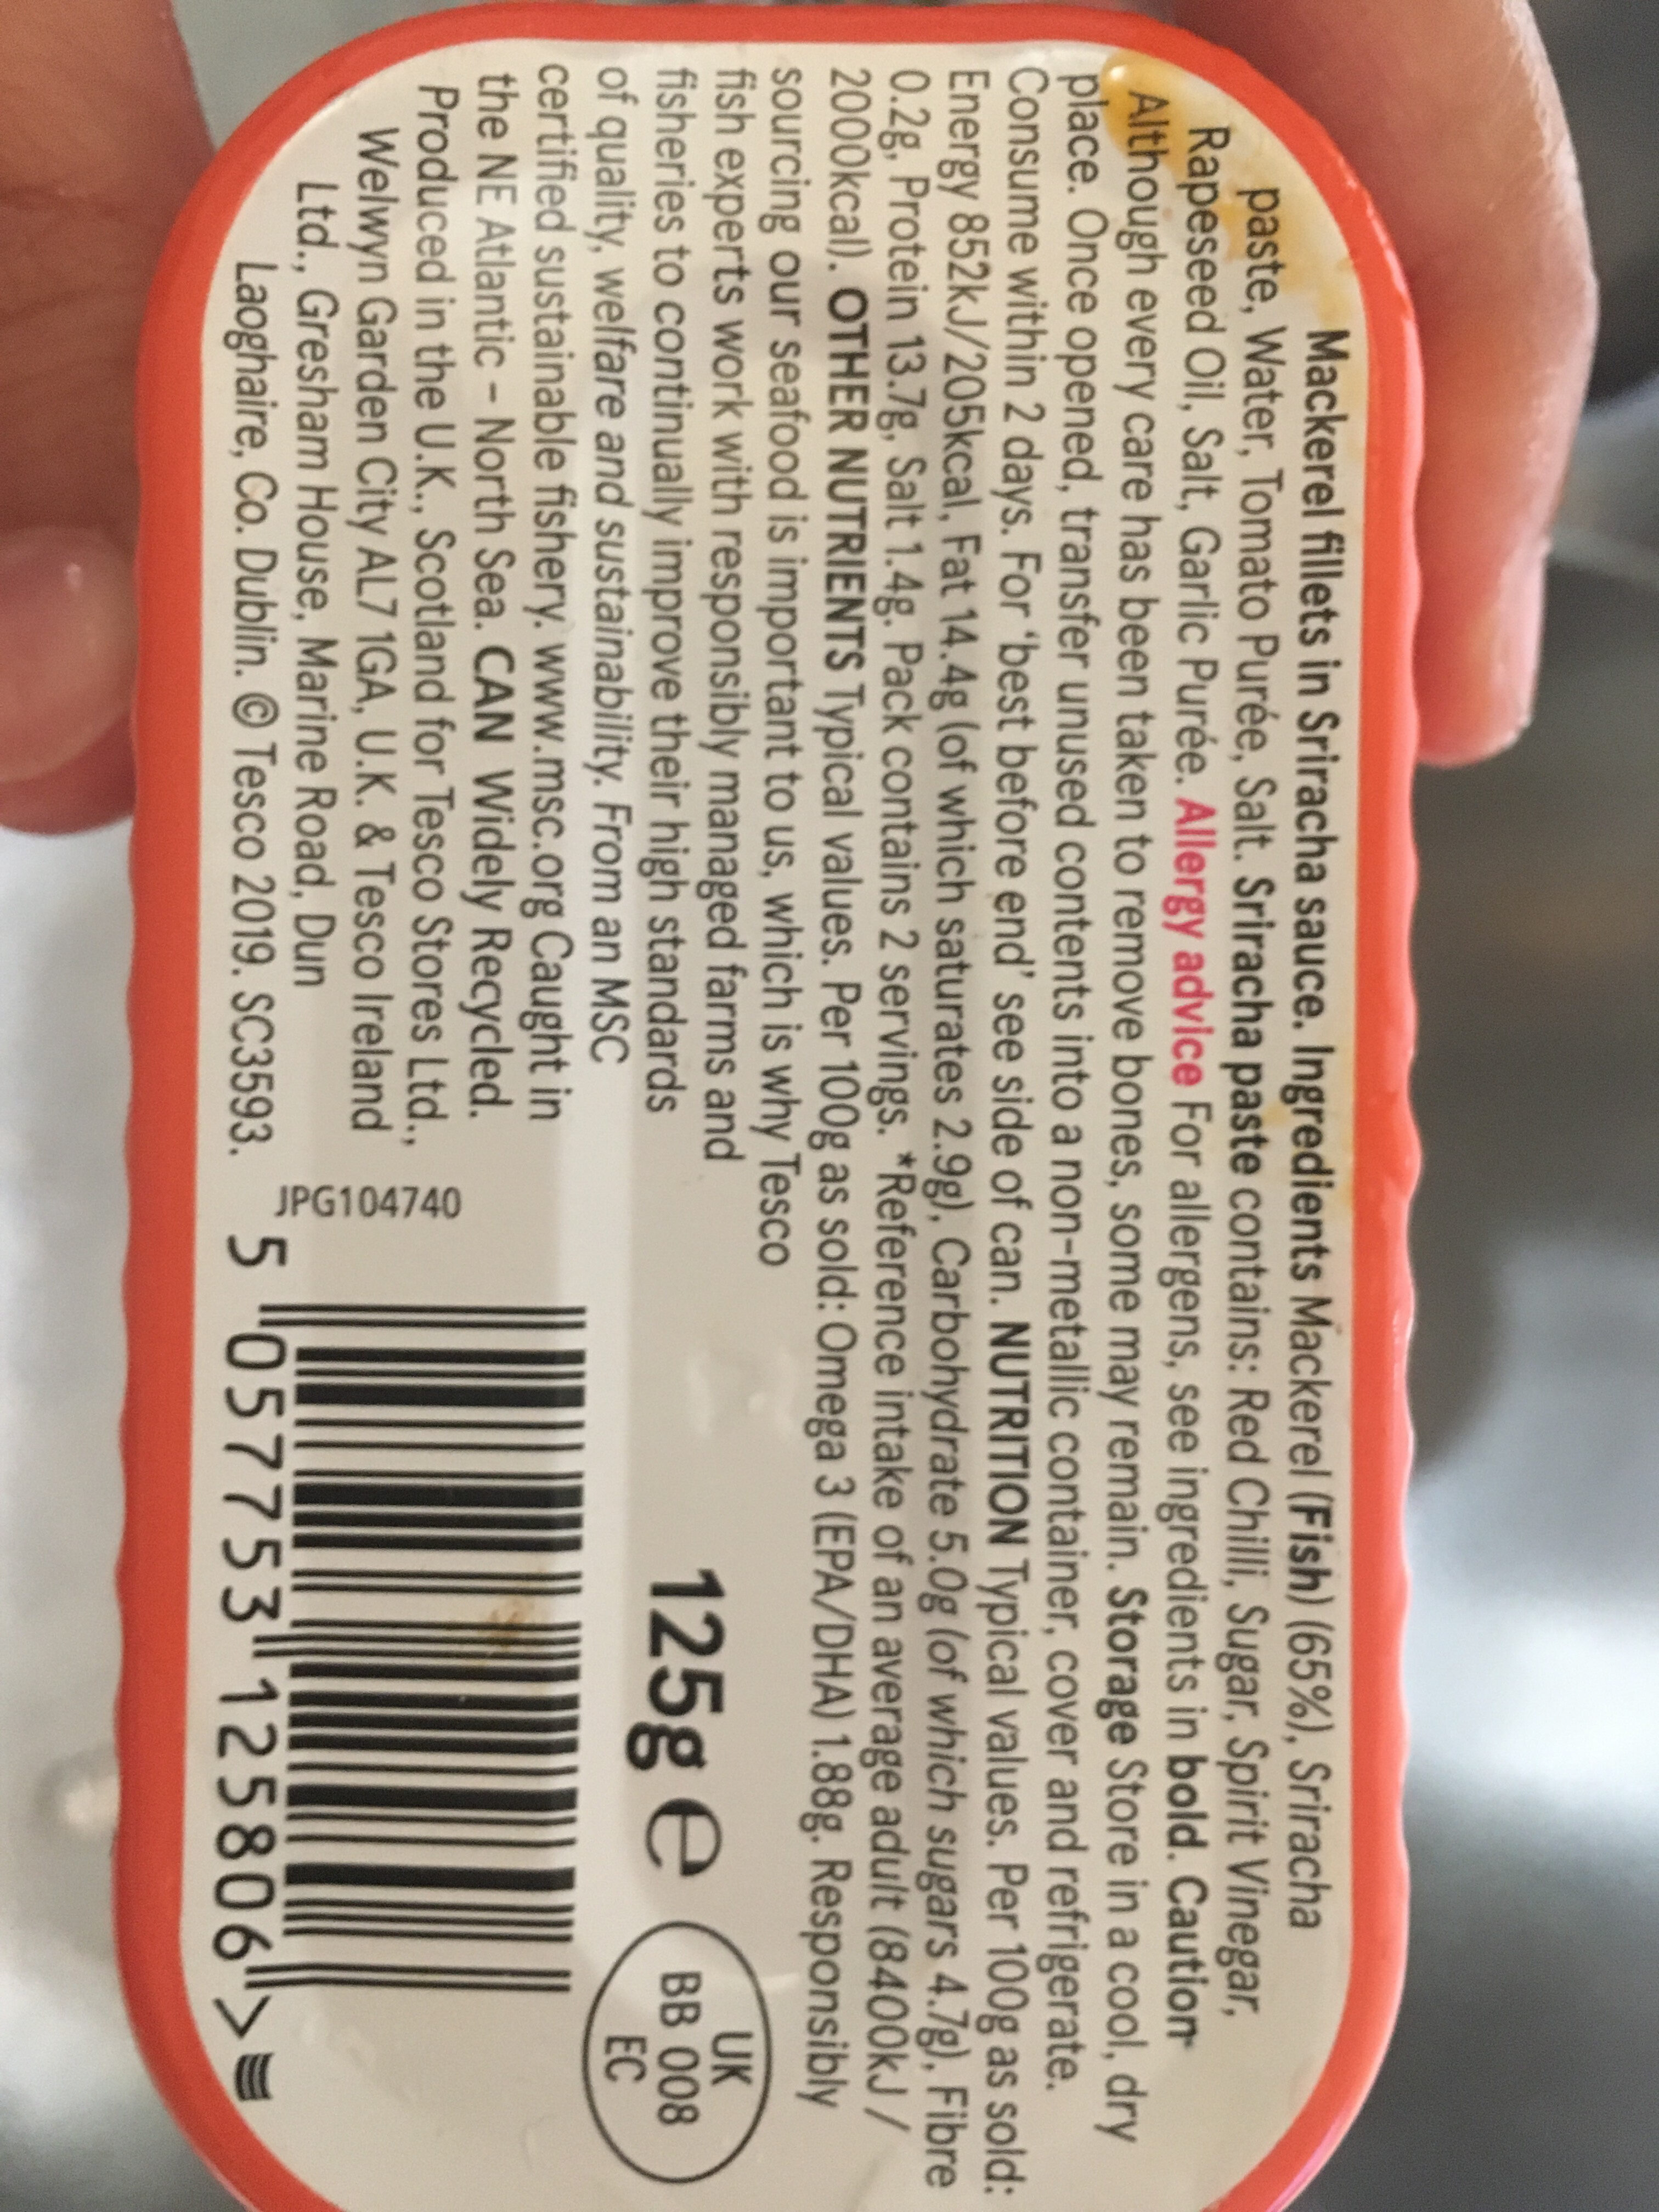 Mackerel fillets in Sriracha sauce. Ingredients Mackerel (Fish) (65%), Sriracha
paste, Water, Tomato Purée, Salt. Sriracha paste contains: Red Chilli, Sugar, Spirit Vinegar,
Rapeseed Oil, Salt, Garlic Purée. Allergy advice For allergens, see ingredients in bold. Caution
Although every care has been taken to remove bones, some may remain. Storage Store in a cool, dry
place. Once opened, transfer unused contents into a non-metallic container, cover and refrigerate.
Consume within 2 days. For 'best before end' see side of can. NUTRITION Typical values. Per 100g as sold:
Energy 852kJ/205kcal, Fat 14.4g (of which saturates 2.9g), Carbohydrate 5.0g (of which sugars 4.7g), Fibre
0.2g, Protein 13.7g, Salt 1.4g. Pack contains 2 servings. *Reference intake of an average adult (8400kJ /
2000kcal). OTHER NUTRIENTS Typical values. Per 100g as sold: Omega 3 (EPA/DHA) 1.88g. Responsibly
sourcing our seafood is important to us, which is why Tesco
fish experts work with responsibly managed farms and
fisheries to continually improve their high standards
of quality, welfare and sustainability. From an MSC
certified sustainable fishery. www.msc.org Caught in
the NE Atlantic - North Sea. CAN Widely Recycled.
Produced in the U.K., Scotland for Tesco Stores Ltd.,
Welwyn Garden City AL7 1GA, U.K. & Tesco Ireland
Ltd., Gresham House, Marine Road, Dun
Laoghaire, Co. Dublin. © Tesco 2019. SC3593.
JPG104740
125g e
UK
BB 008
EC
5 057753 125806 >